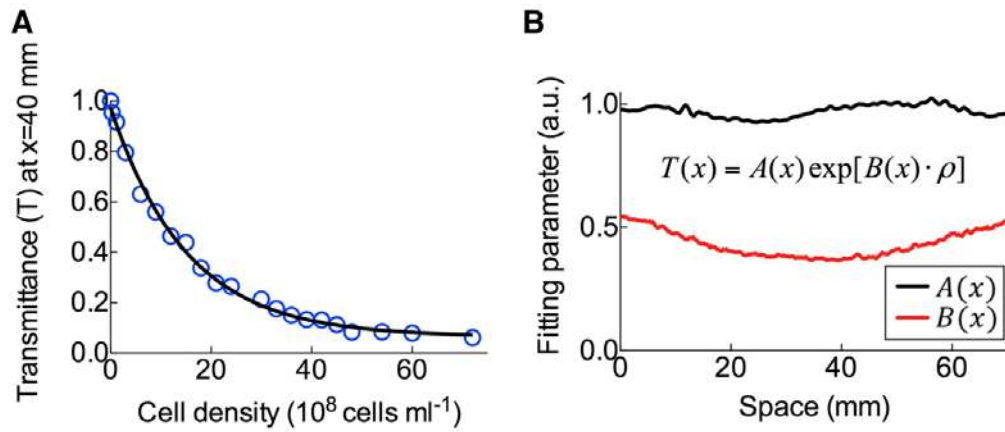 A
Transmittance (T) at x=40 mm
1.0
0.8
0.6
0.4
0.2
0.0
0 20 40 60
Cell density (10⁸ cells ml⁻¹)
B
Fitting parameter (a.u.)
1.0
0.5
0.0
T(x) = A(x) exp[B(x) · ρ]
A(x)
B(x)
0 20 40 60
Space (mm)